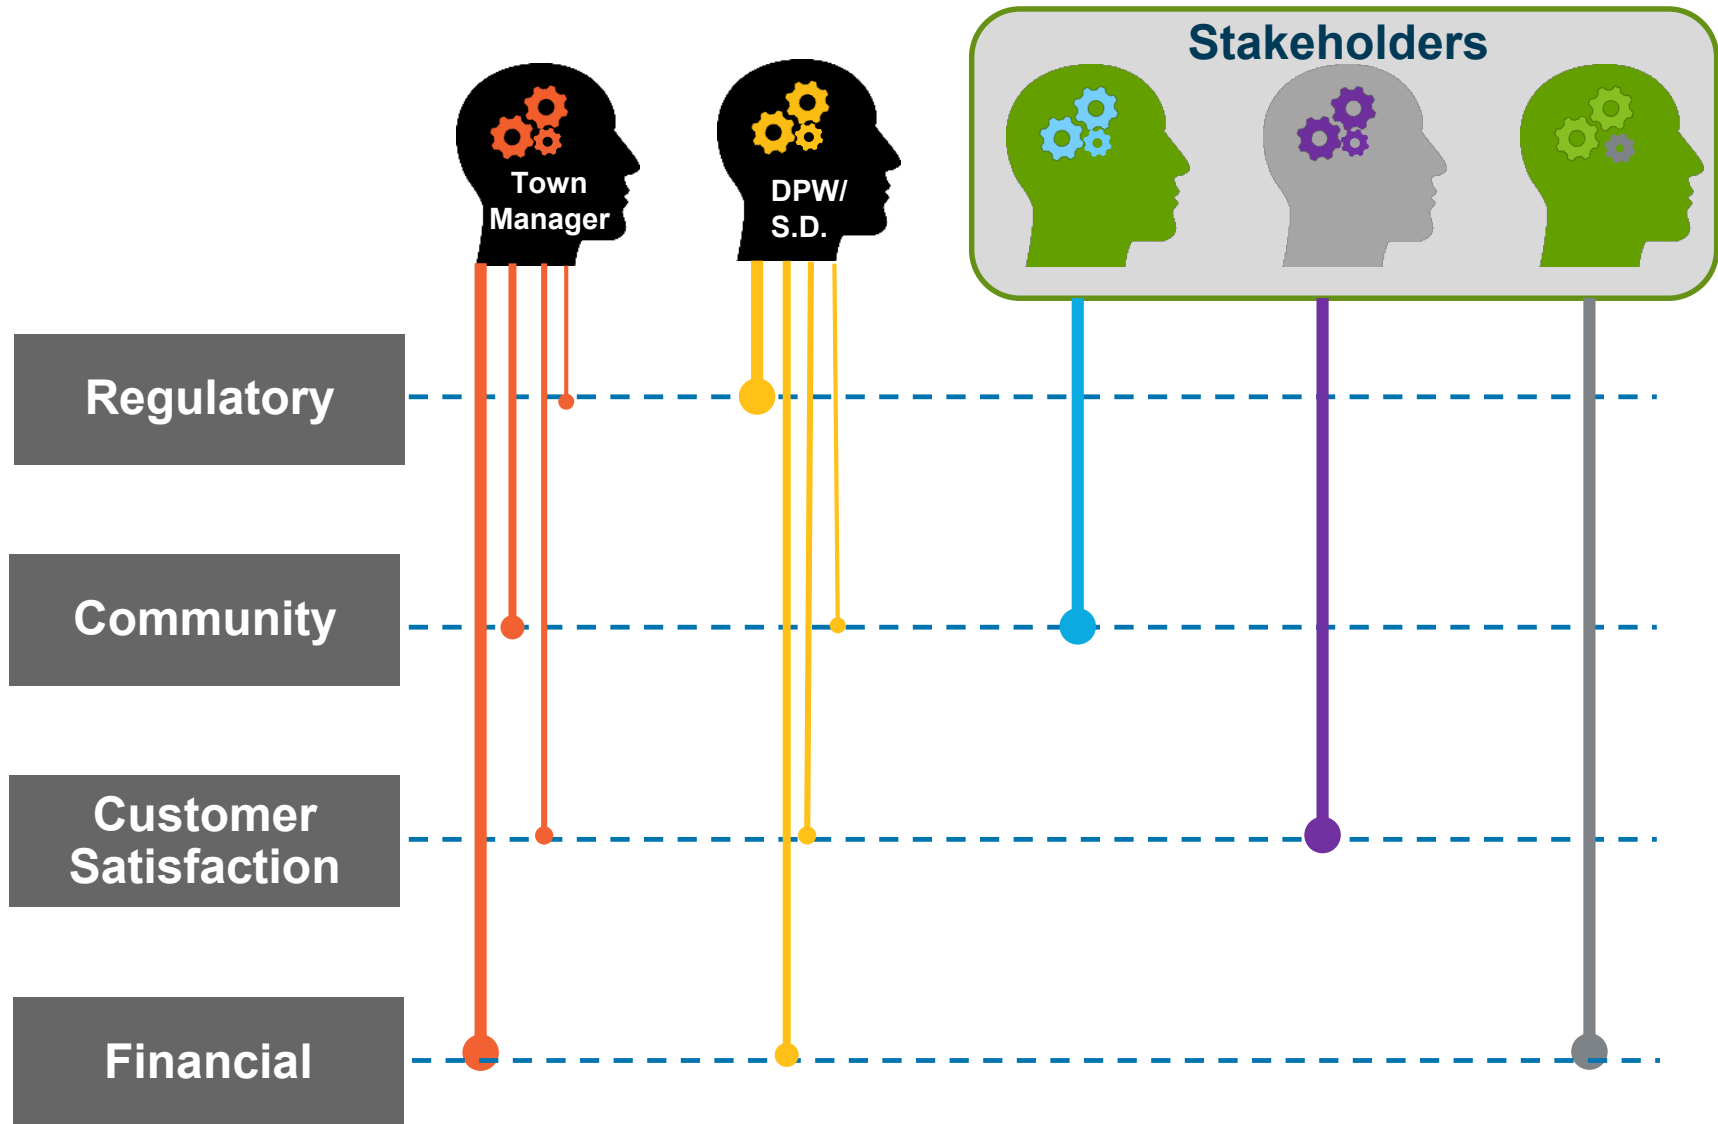 Stakeholders
Town
Manager
DPW/
S.D.
Regulatory
Community
Customer
Satisfaction
Financial